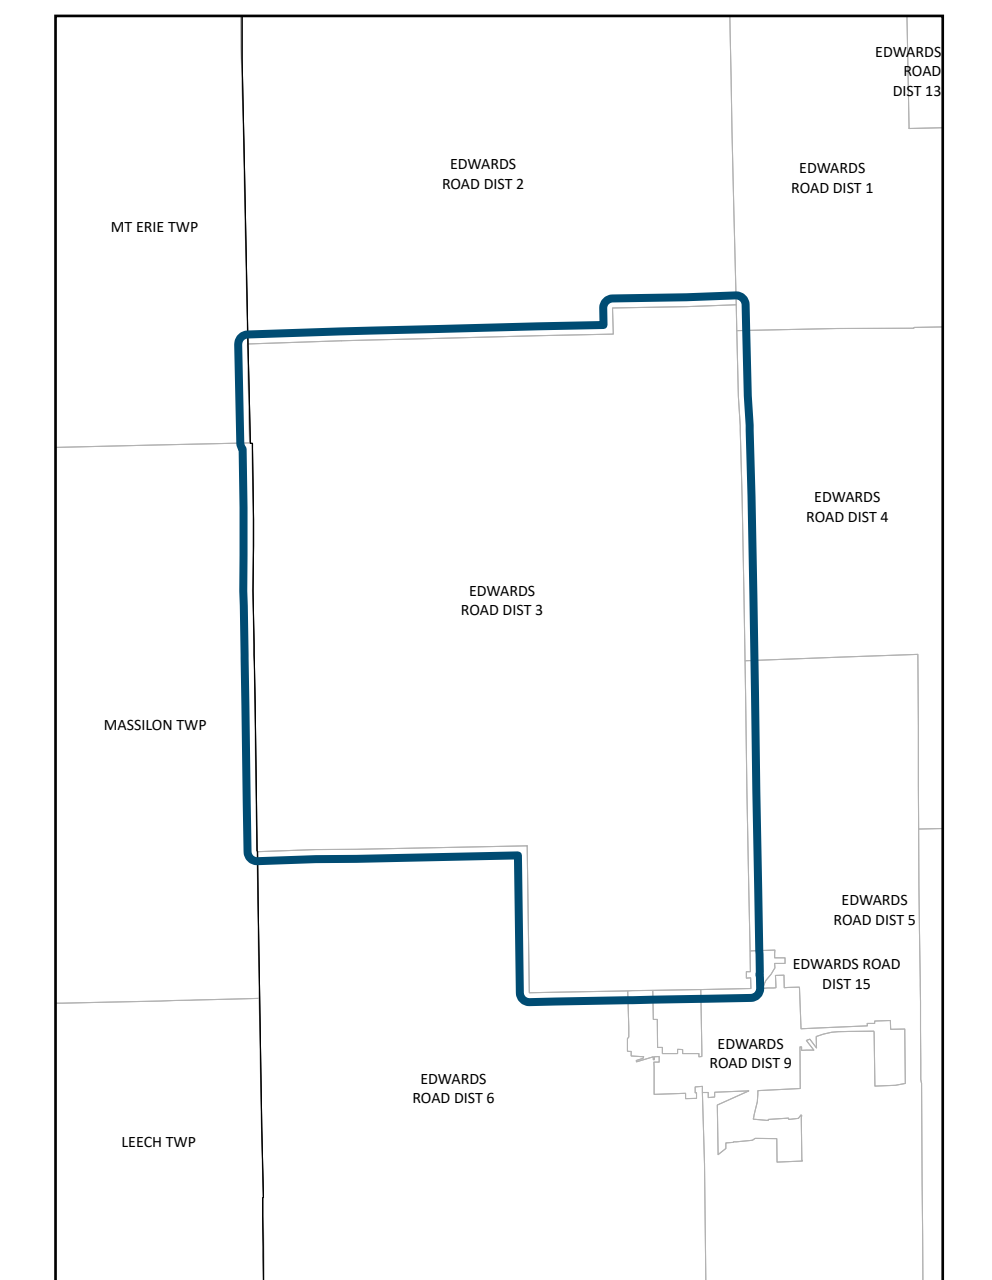 EDWARDS
ROAD
DIST 13
EDWARDS
ROAD DIST 2
EDWARDS
ROAD DIST 1
MT ERIE TWP
EDWARDS
ROAD DIST 4
EDWARDS
ROAD DIST 3
MASSILON TWP
EDWARDS
ROAD DIST 5
EDWARDS ROAD
DIST 15
EDWARDS
ROAD DIST 9
EDWARDS
ROAD DIST 6
LEECH TWP